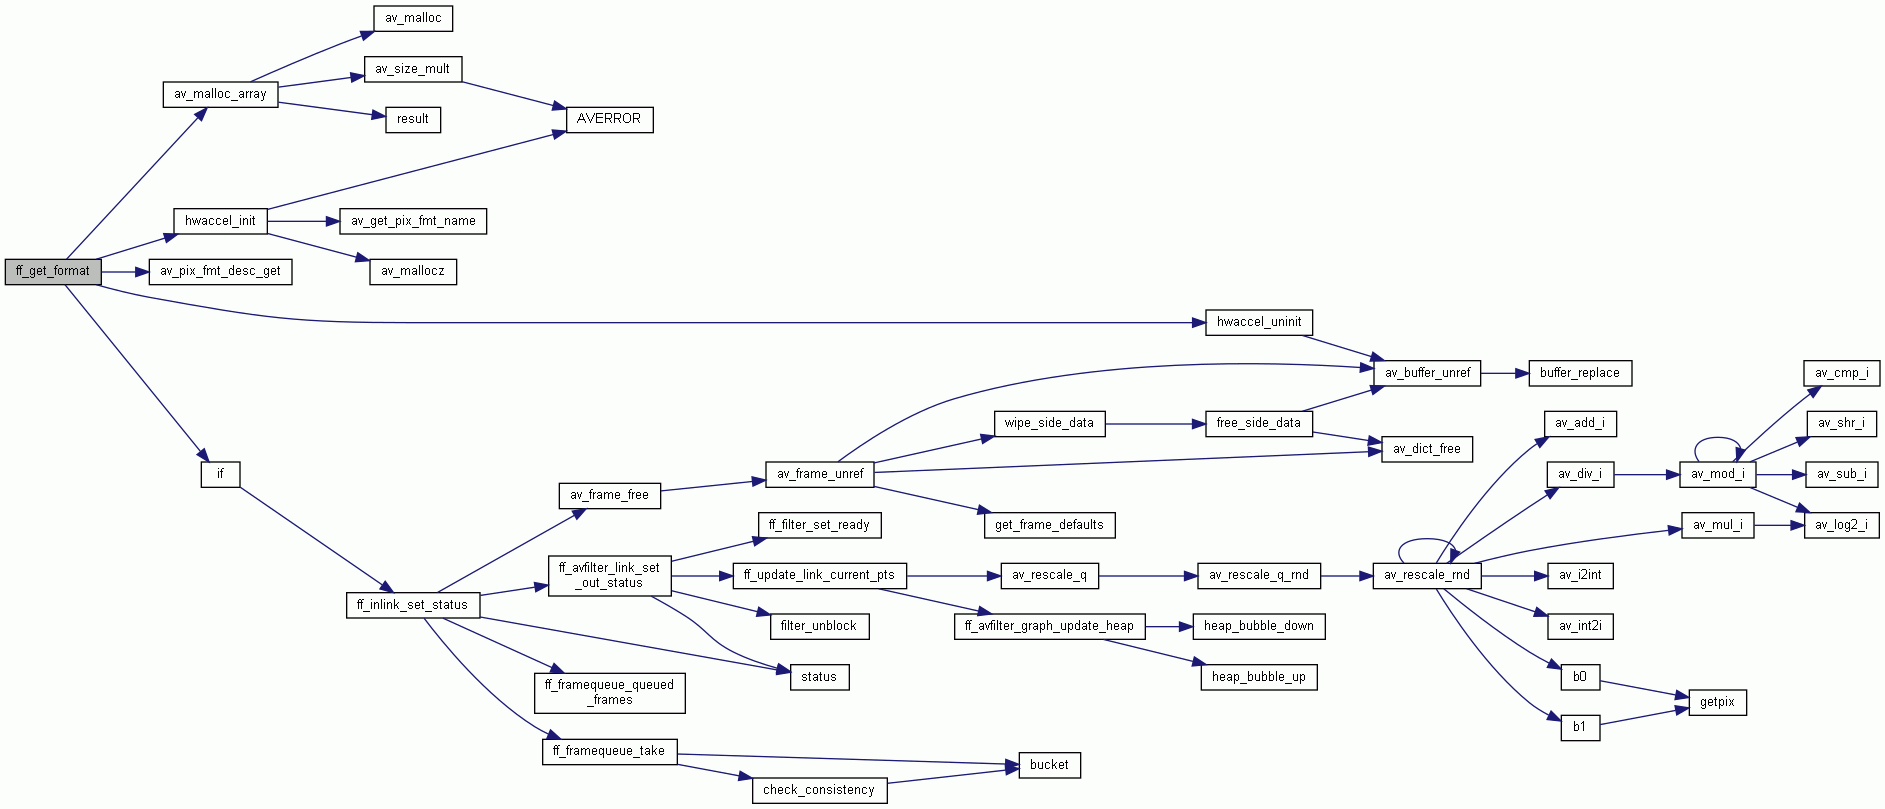 av_malloc
av_size_mult
av_malloc_array
result
AVERROR
hwaccel_init
av_get_pix_fmt_name
ff_get_format
av_pix_fmt_desc_get
av_mallocz
hwaccel_uninit
av_buffer_unref
buffer_replace
av_cmp_i
wipe_side_data
free_side_data
av_add_i
av_shr_i
av_dict_free
if
av_frame_unref
av_div_i
av_mod_i
av_sub_i
av_frame_free
ff_filter_set_ready
get_frame_defaults
av_mul_i
av_log2_i
ff_avfilter_link_set
_out_status
ff_update_link_current_pts
av_rescale_q
av_rescale_q_rnd
av_rescale_rnd
av_i2int
ff_inlink_set_status
filter_unblock
ff_avfilter_graph_update_heap
heap_bubble_down
av_int2i
status
heap_bubble_up
b0
ff_framequeue_queued
_frames
getpix
b1
ff_framequeue_take
bucket
check_consistency